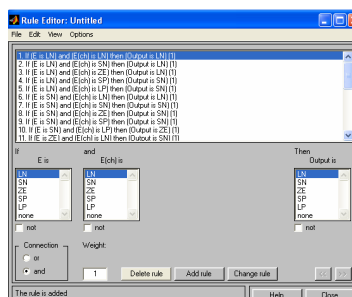 Rule Editor: Untitled
File Edit View Options
1. If (E is LN) and (E(ch) is LN) then (Output is LN) (1)
2. If (E is LN) and (E(ch) is SN) then (Output is LN) (1)
3. If (E is LN) and (E(ch) is ZE) then (Output is LN) (1)
4. If (E is LN) and (E(ch) is SP) then (Output is LN) (1)
5. If (E is LN) and (E(ch) is LP) then (Output is SN) (1)
6. If (E is SN) and (E(ch) is LN) then (Output is LN) (1)
7. If (E is SN) and (E(ch) is SN) then (Output is SN) (1)
8. If (E is SN) and (E(ch) is ZE) then (Output is SN) (1)
9. If (E is SN) and (E(ch) is SP) then (Output is SN) (1)
10. If (E is SN) and (E(ch) is LP) then (Output is ZE) (1)
11. If (E is ZE) and (E(ch) is LN) then (Output is SN) (1)
If and Then
E is E(ch) is Output is
LN LN LN
SN SN SN
ZE ZE ZE
SP SP SP
LP LP LP
none none none
not not not
Connection Weight:
or
and 1 Delete rule Add rule Change rule << >>
The rule is added Help Close